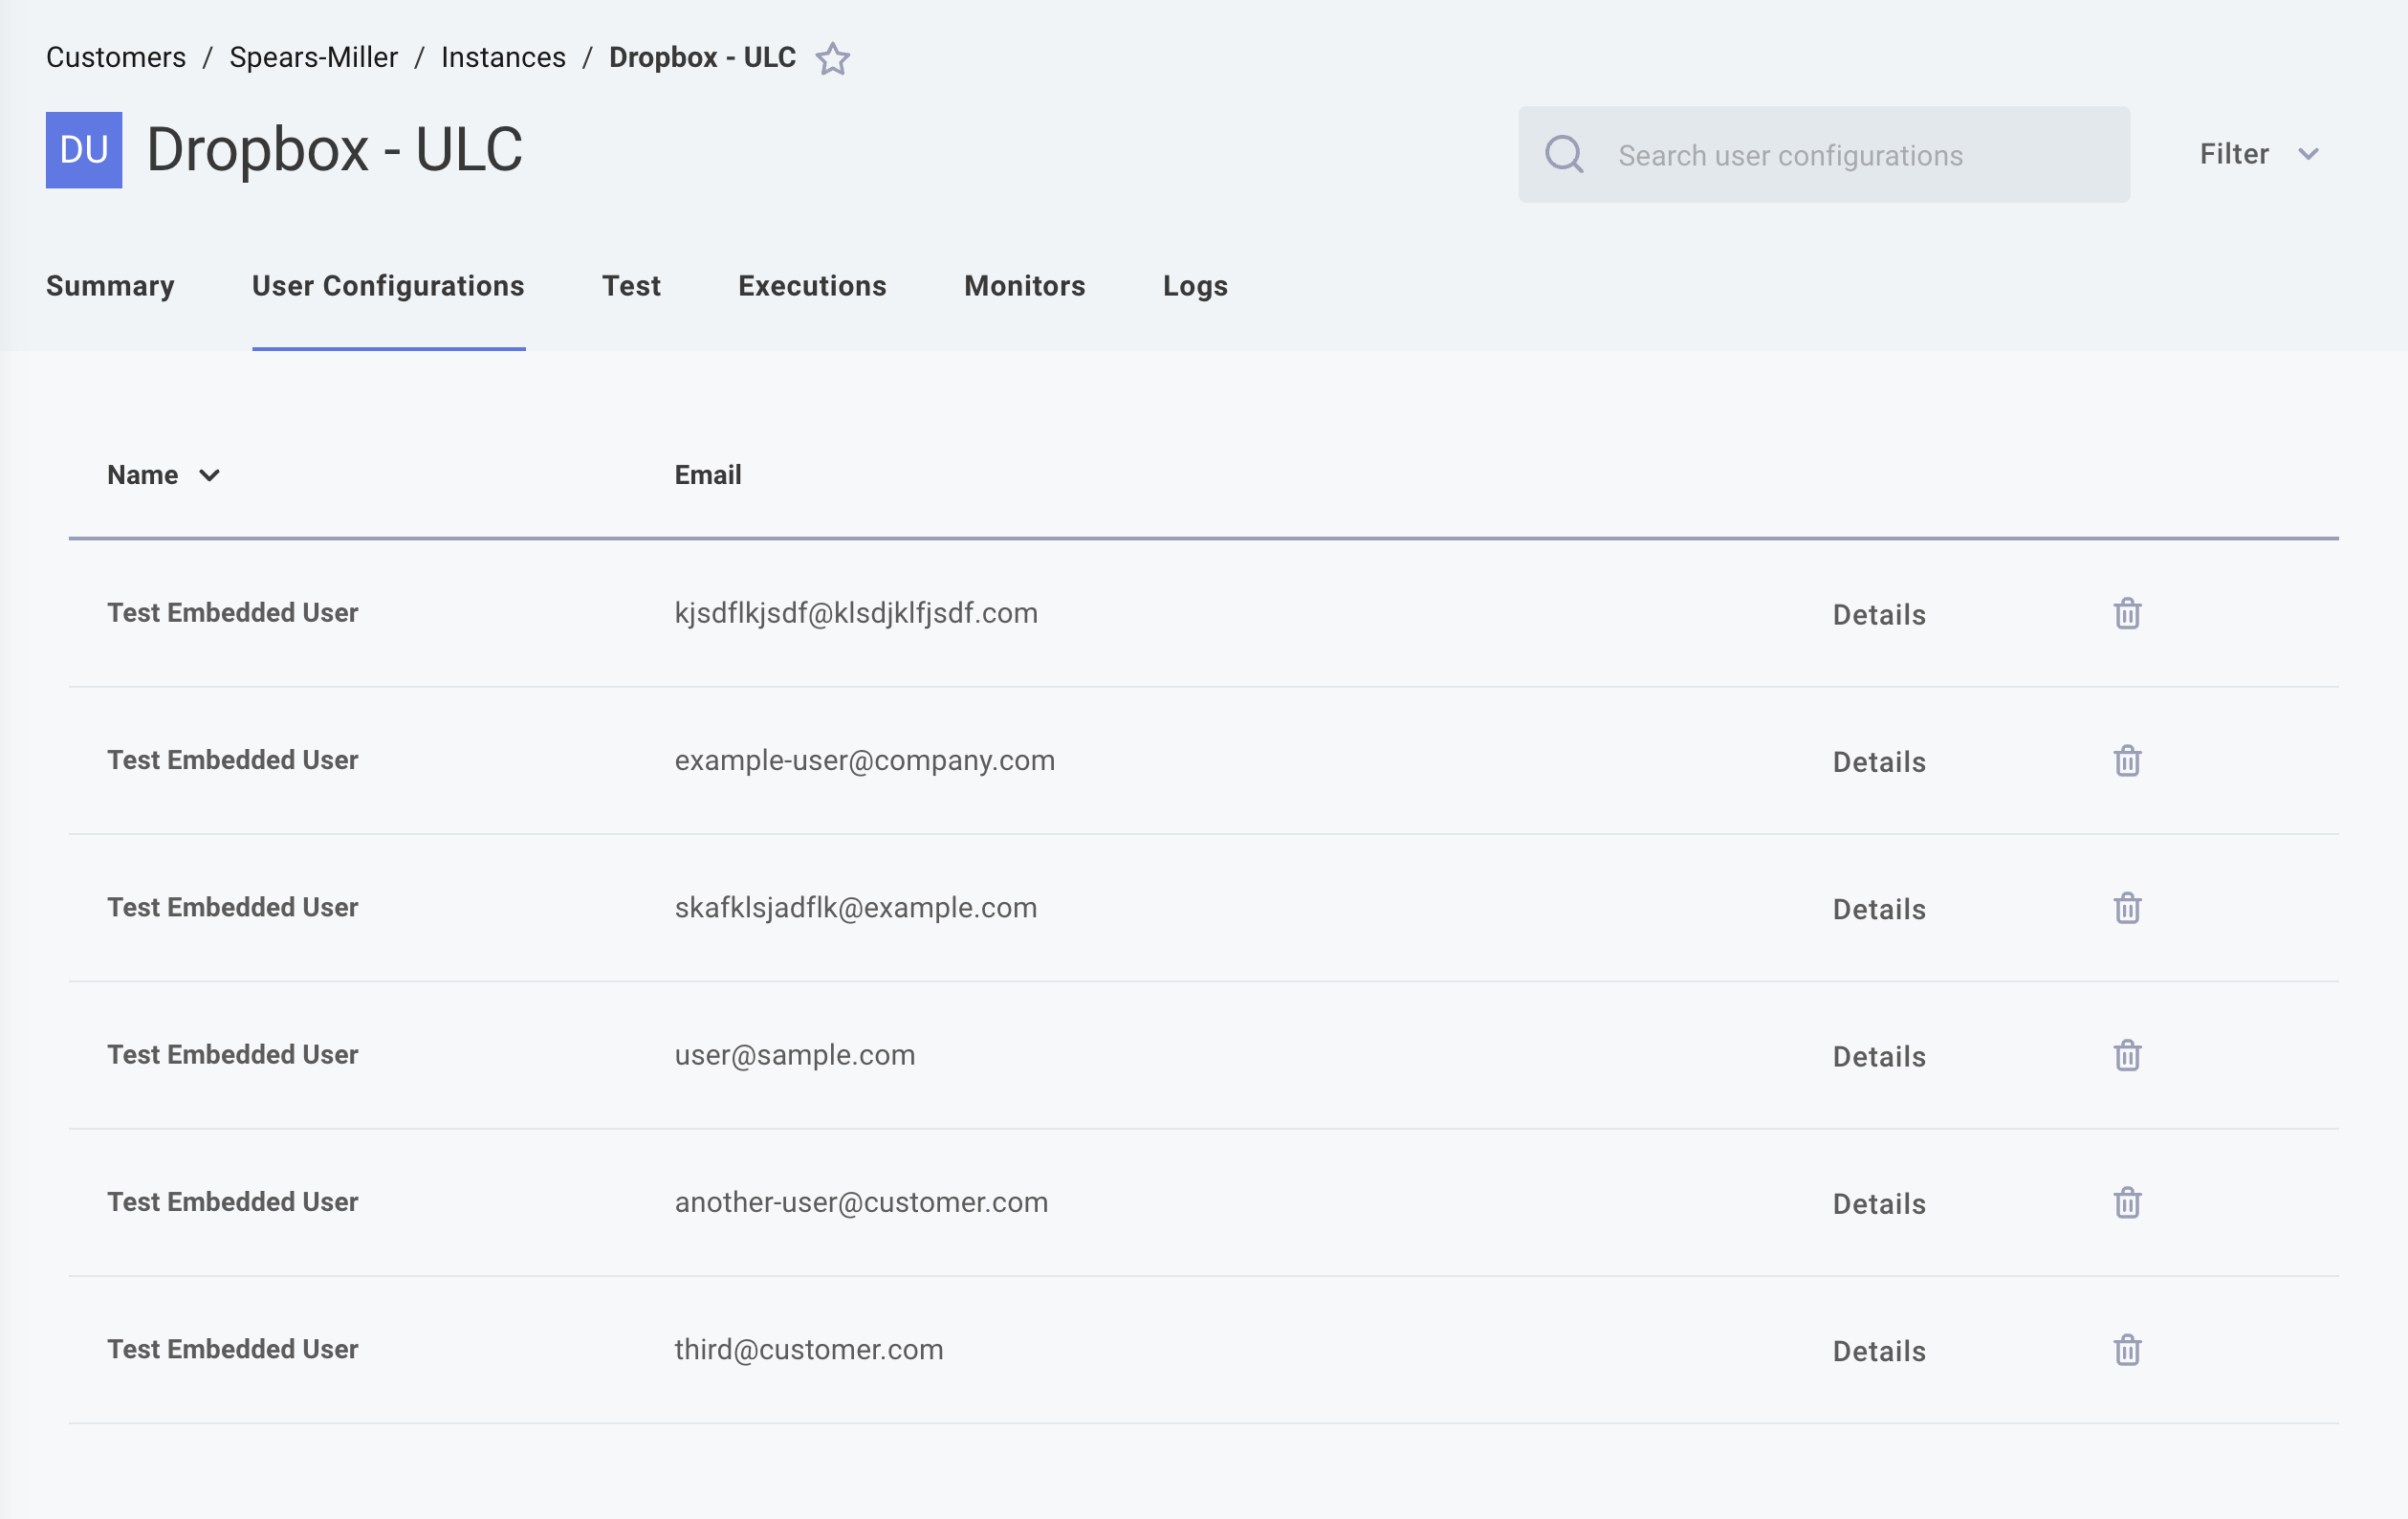 Customers / Spears-Miller / Instances / Dropbox - ULC
DU Dropbox - ULC
Search user configurations
Filter
Summary User Configurations Test Executions Monitors Logs
Name Email
Test Embedded User kjsdflkjsdf@klsdjklfjsdf.com Details
Test Embedded User example-user@company.com Details
Test Embedded User skafklsjadflk@example.com Details
Test Embedded User user@sample.com Details
Test Embedded User another-user@customer.com Details
Test Embedded User third@customer.com Details